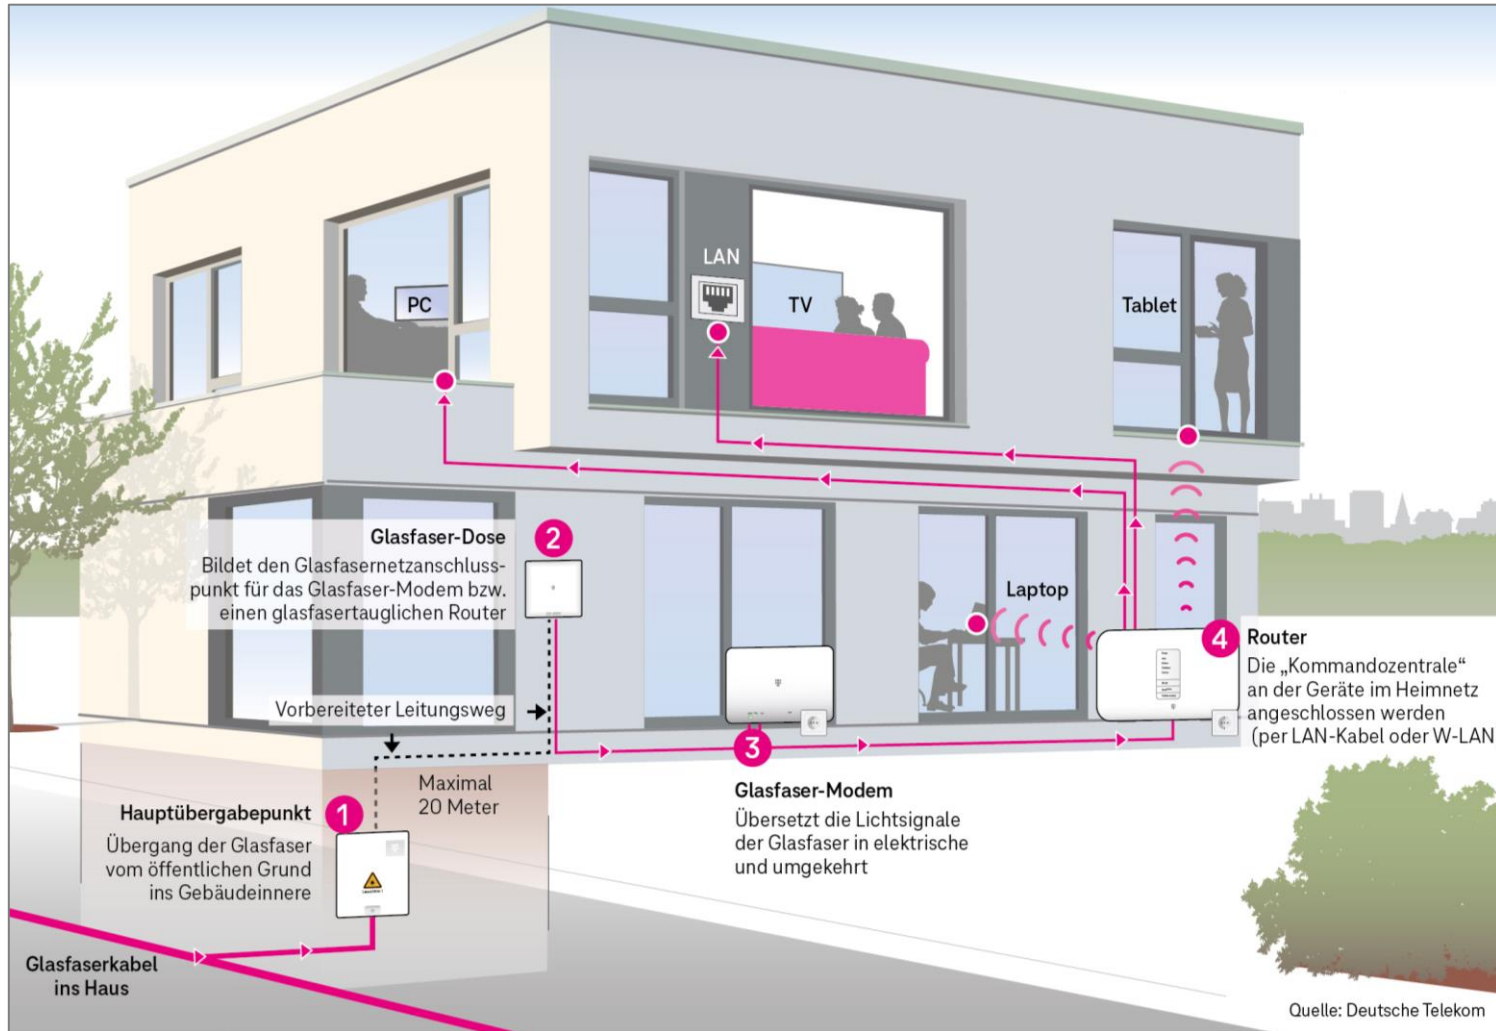 LAN
PC
TV
Tablet
Glasfaser-Dose
2
Bildet den Glasfasernetzanschluss-
punkt für das Glasfaser-Modem bzw.
einen glasfasertauglichen Router
Laptop
4
Router
Die „Kommandozentrale“
an der Geräte im Heimnetz
angeschlossen werden
(per LAN-Kabel oder W-LAN
Vorbereiteter Leitungsweg
3
Maximal
20 Meter
Glasfaser-Modem
Übersetzt die Lichtsignale
der Glasfaser in elektrische
und umgekehrt
Hauptübergabepunkt
1
Übergang der Glasfaser
vom öffentlichen Grund
ins Gebäudeinnere
Glasfaserkabel
ins Haus
Quelle: Deutsche Telekom